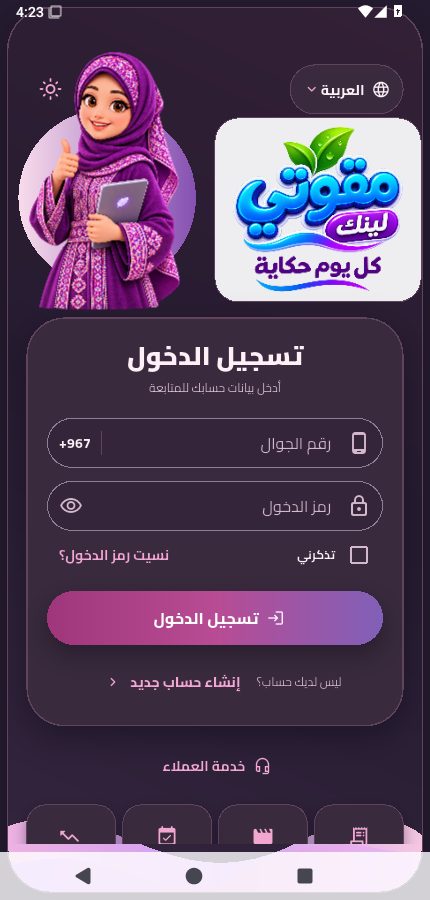 4:23
العربية
مقوتي
لينك
كل يوم حكاية
تسجيل الدخول
أدخل بيانات حسابك للمتابعة
رقم الجوال
+967
رمز الدخول
تذكرني
نسيت رمز الدخول؟
تسجيل الدخول
ليس لديك حساب؟ إنشاء حساب جديد
خدمة العملاء